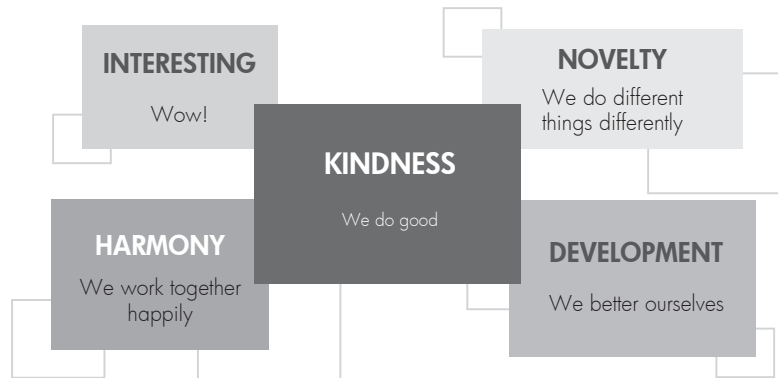 INTERESTING
Wow!
NOVELTY
We do different
things differently
KINDNESS
We do good
HARMONY
We work together
happily
DEVELOPMENT
We better ourselves